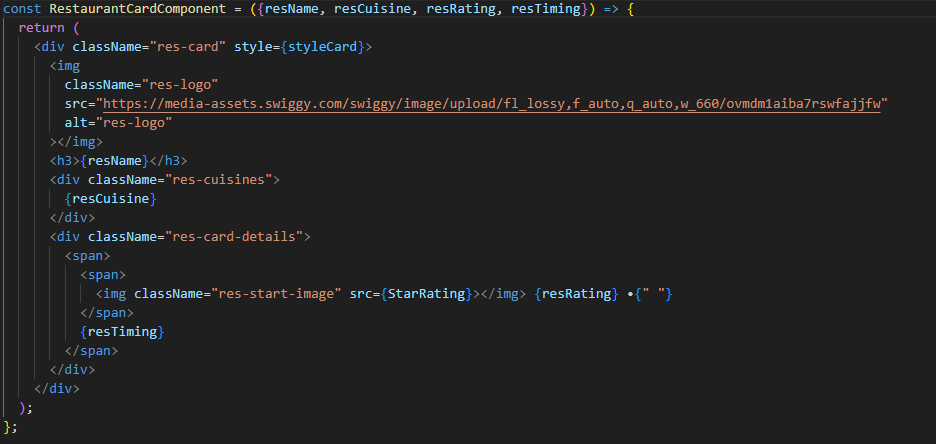 const RestaurantCardComponent = ({resName, resCuisine, resRating, resTiming}) => {
return (
<div className="res-card" style={styleCard}>
<img
className="res-logo"
src="https://media-assets.swiggy.com/swiggy/image/upload/fl_lossy,f_auto,q_auto,w_660/ovmdm1aiba7rswfajjfw"
alt="res-logo"
></img>
<h3>{resName}</h3>
<div className="res-cuisines">
{resCuisine}
</div>
<div className="res-card-details">
<span>
<span>
<img className="res-start-image" src={StarRating}></img> {resRating} •{" "}
</span>
{resTiming}
</span>
</div>
</div>
);
};